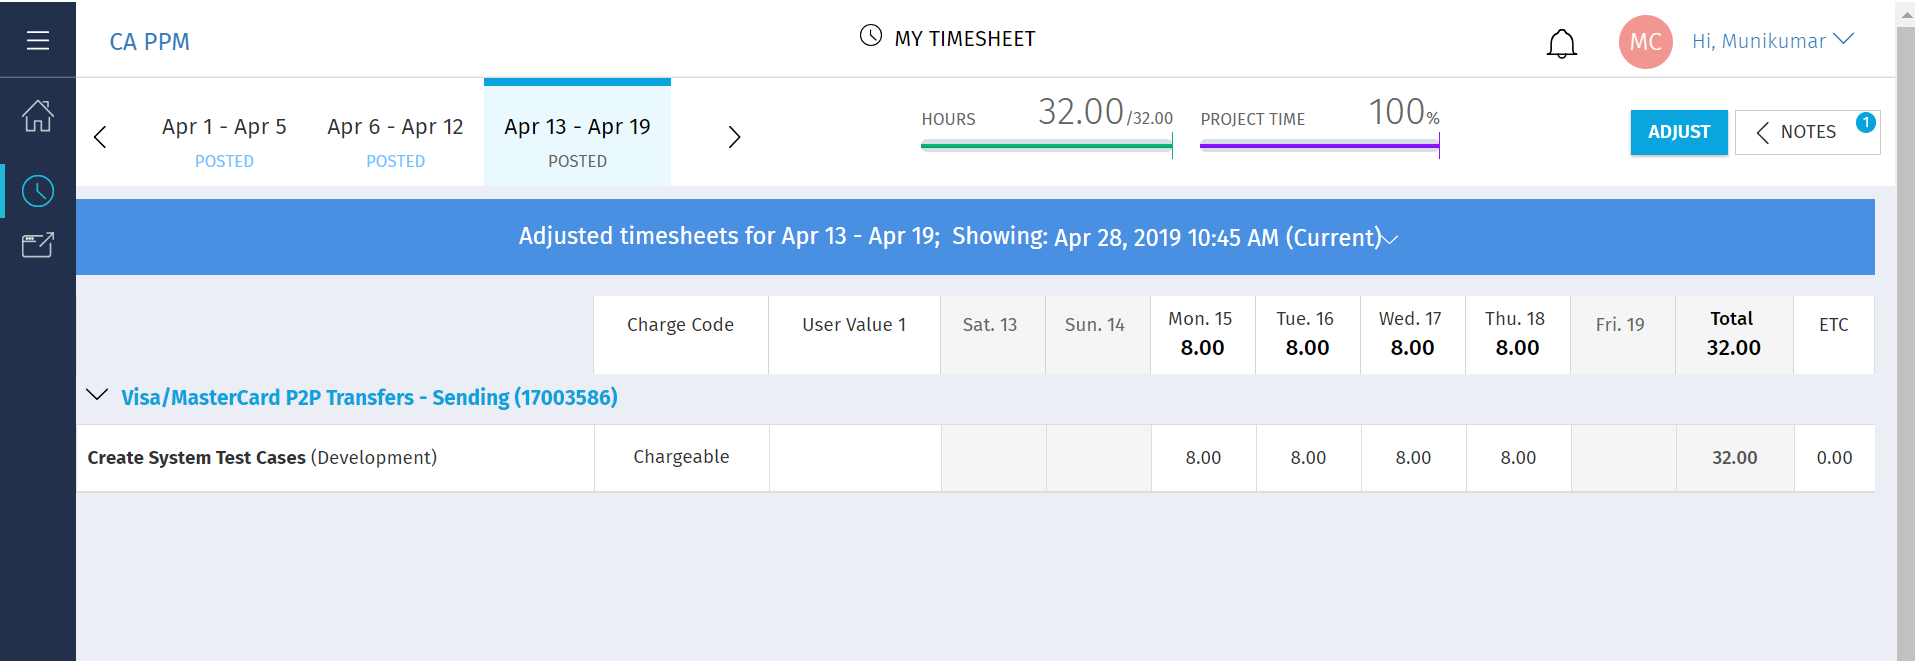 CA PPM
MY TIMESHEET
MC
Hi, Munikumar
Apr 1 - Apr 5
POSTED
Apr 6 - Apr 12
POSTED
Apr 13 - Apr 19
POSTED
HOURS 32.00/32.00
PROJECT TIME 100%
ADJUST
NOTES
1
Adjusted timesheets for Apr 13 - Apr 19; Showing: Apr 28, 2019 10:45 AM (Current)
Charge Code
User Value 1
Sat. 13
Sun. 14
Mon. 15
8.00
Tue. 16
8.00
Wed. 17
8.00
Thu. 18
8.00
Fri. 19
Total
32.00
ETC
Visa/MasterCard P2P Transfers - Sending (17003586)
Create System Test Cases (Development) Chargeable 8.00 8.00 8.00 8.00 32.00 0.00